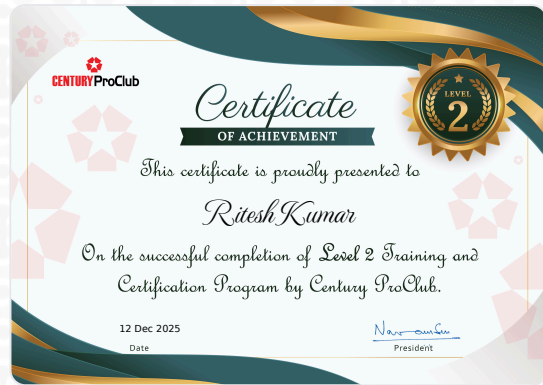 CENTURY ProClub
Certificate
OF ACHIEVEMENT
LEVEL
2
This certificate is proudly presented to
Ritesh Kumar
On the successful completion of Level 2 Training and
Certification Program by Century ProClub.
12 Dec 2025
Date
President